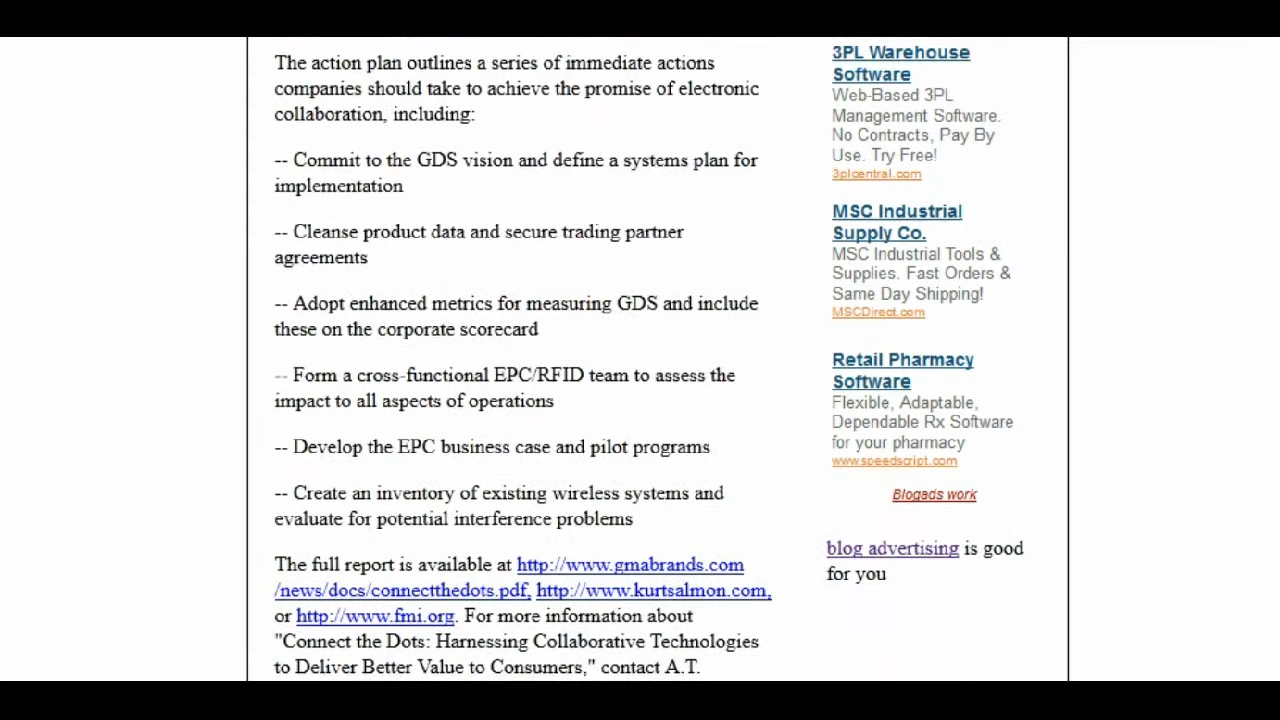 The action plan outlines a series of immediate actions
companies should take to achieve the promise of electronic
collaboration, including:
-- Commit to the GDS vision and define a systems plan for
implementation
-- Cleanse product data and secure trading partner
agreements
-- Adopt enhanced metrics for measuring GDS and include
these on the corporate scorecard
-- Form a cross-functional EPC/RFID team to assess the
impact to all aspects of operations
-- Develop the EPC business case and pilot programs
-- Create an inventory of existing wireless systems and
evaluate for potential interference problems
The full report is available at http://www.gmabrands.com
/news/docs/connectthedots.pdf, http://www.kurtsalmon.com,
or http://www.fmi.org. For more information about
"Connect the Dots: Harnessing Collaborative Technologies
to Deliver Better Value to Consumers," contact A.T.
3PL Warehouse
Software
Web-Based 3PL
Management Software.
No Contracts, Pay By
Use. Try Free!
3plcentral.com
MSC Industrial
Supply Co.
MSC Industrial Tools &
Supplies. Fast Orders &
Same Day Shipping!
MSCDirect.com
Retail Pharmacy
Software
Flexible, Adaptable,
Dependable Rx Software
for your pharmacy
www.speedscript.com
Blogads work
blog advertising is good
for you